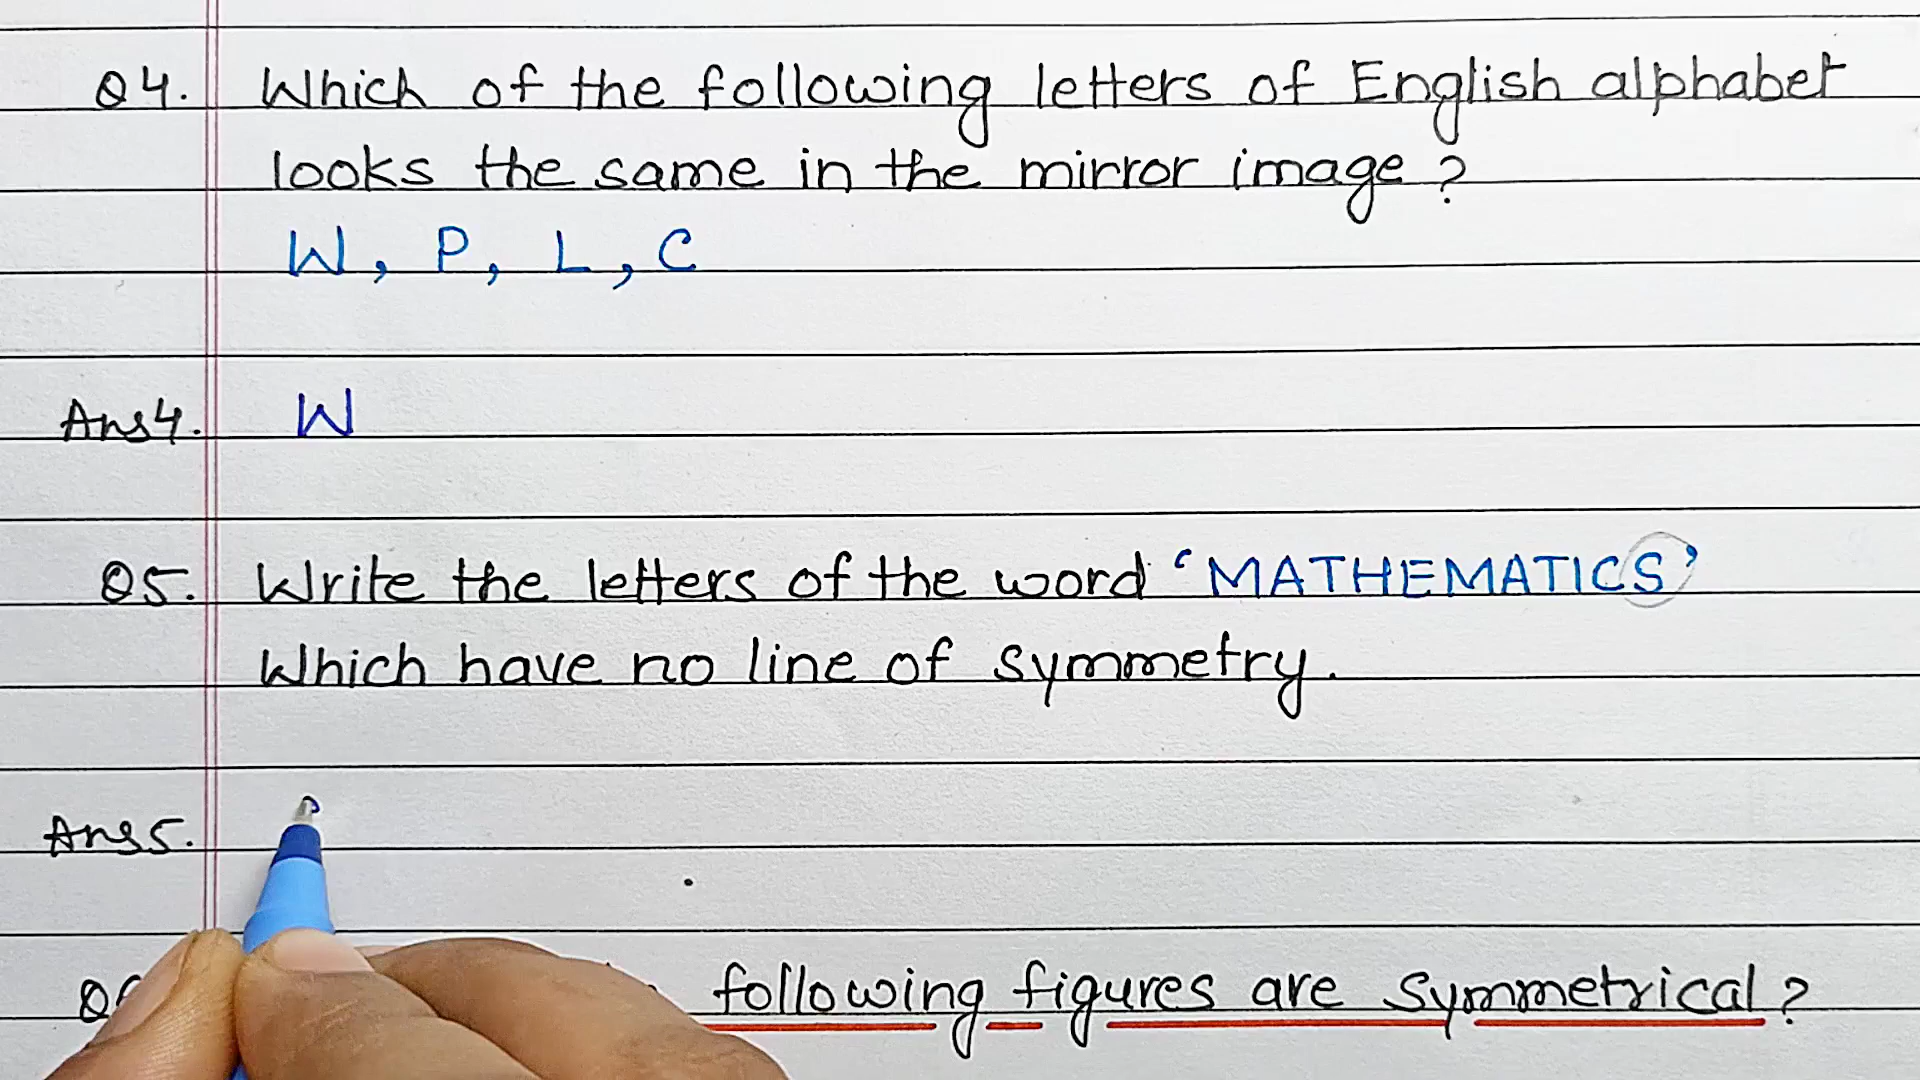 Q4. Which of the following letters of English alphabet
looks the same in the mirror image?
W, P, L, C
Ans4. W
Q5. Write the letters of the word 'MATHEMATICS'
Which have no line of symmetry.
Ans5.
following figures are symmetrical?